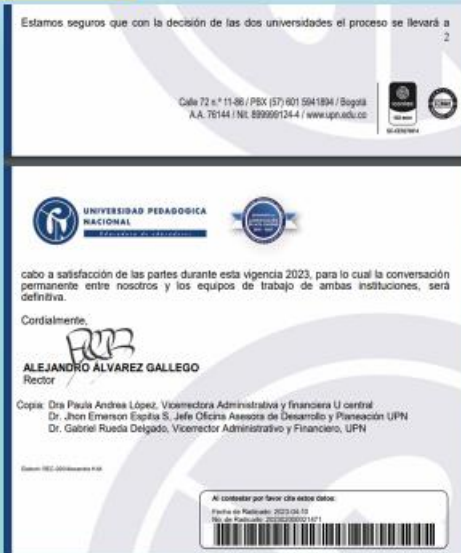 Estamos seguros que con la decisión de las dos universidades el proceso se llevará a
2
Calle 72 n.º 11-86 / PBX (57) 601 5941894 / Bogotá
A.A. 76144 / Nit. 899999124-4 / www.upn.edu.co
UNIVERSIDAD PEDAGOGICA
NACIONAL
Educadora de educadores
cabo a satisfacción de las partes durante esta vigencia 2023, para lo cual la conversación
permanente entre nosotros y los equipos de trabajo de ambas instituciones, será
definitiva.
Cordialmente,
ALEJANDRO ÁLVAREZ GALLEGO
Rector
Copia: Dra Paula Andrea López, Vicerrectora Administrativa y financiera U central
Dr. Jhon Emerson Espitia S, Jefe Oficina Asesora de Desarrollo y Planeación UPN
Dr. Gabriel Rueda Delgado, Vicerrector Administrativo y Financiero, UPN
Al contestar por favor cite estos datos:
Fecha de Radicado: 2023-04-10
No. de Radicado: